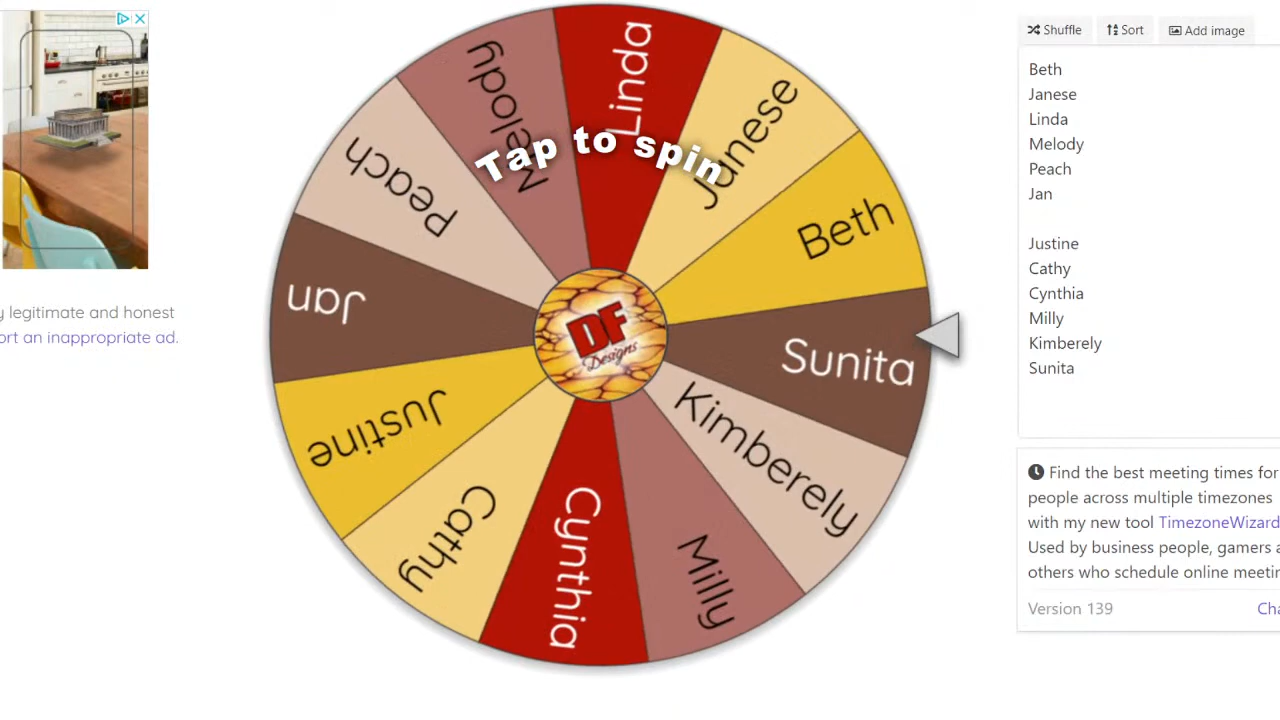 Shuffle
Sort
Add image
Beth
Janese
Linda
Melody
Peach
Jan
Justine
Cathy
Cynthia
Milly
Kimberely
Sunita
Tap to spin
Linda
Janese
Beth
Sunita
Kimberely
Milly
Cynthia
Cathy
Justine
Jan
Peach
Melody
DF
Designs
y legitimate and honest
ort an inappropriate ad.
Find the best meeting times for
people across multiple timezones
with my new tool TimezoneWizard
Used by business people, gamers a
others who schedule online meetin
Version 139
Cha